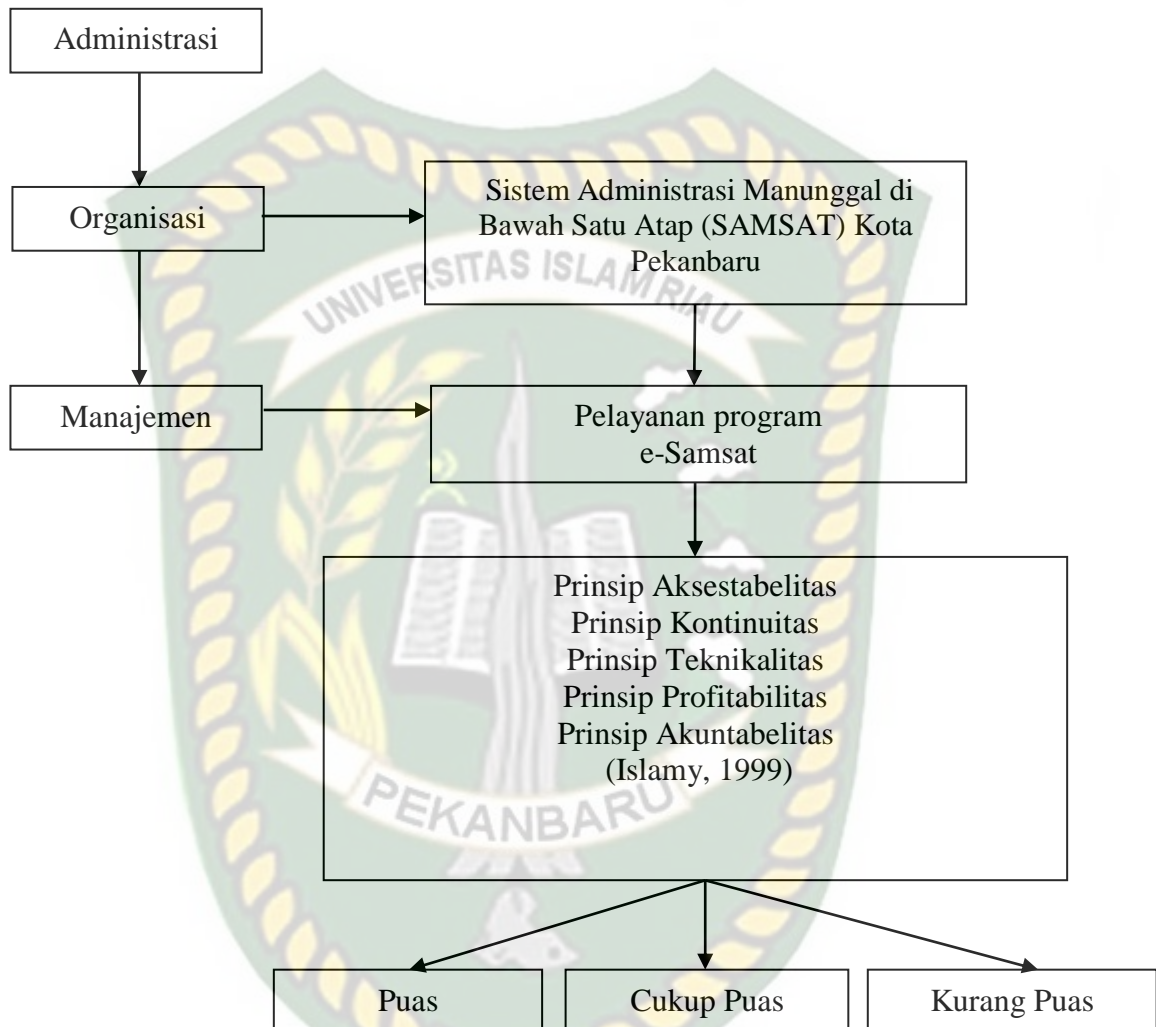 Administrasi
Organisasi
Sistem Administrasi Manunggal di
Bawah Satu Atap (SAMSAT) Kota
Pekanbaru
UNIVERSITAS ISLAM RIAU
Manajemen
Pelayanan program
e-Samsat
Prinsip Aksestabelitas
Prinsip Kontinuitas
Prinsip Teknikalitas
Prinsip Profitabilitas
Prinsip Akuntabelitas
(Islamy, 1999)
PEKANBARU
Puas
Cukup Puas
Kurang Puas